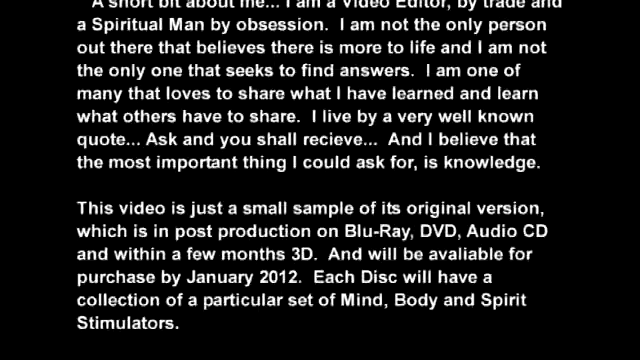 A short bit about me... I am a Video Editor, by trade and
a Spiritual Man by obsession.  I am not the only person
out there that believes there is more to life and I am not
the only one that seeks to find answers.  I am one of
many that loves to share what I have learned and learn
what others have to share.  I live by a very well known
quote... Ask and you shall recieve...  And I believe that
the most important thing I could ask for, is knowledge.
This video is just a small sample of its original version,
which is in post production on Blu-Ray, DVD, Audio CD
and within a few months 3D.  And will be avaliable for
purchase by January 2012.  Each Disc will have a
collection of a particular set of Mind, Body and Spirit
Stimulators.